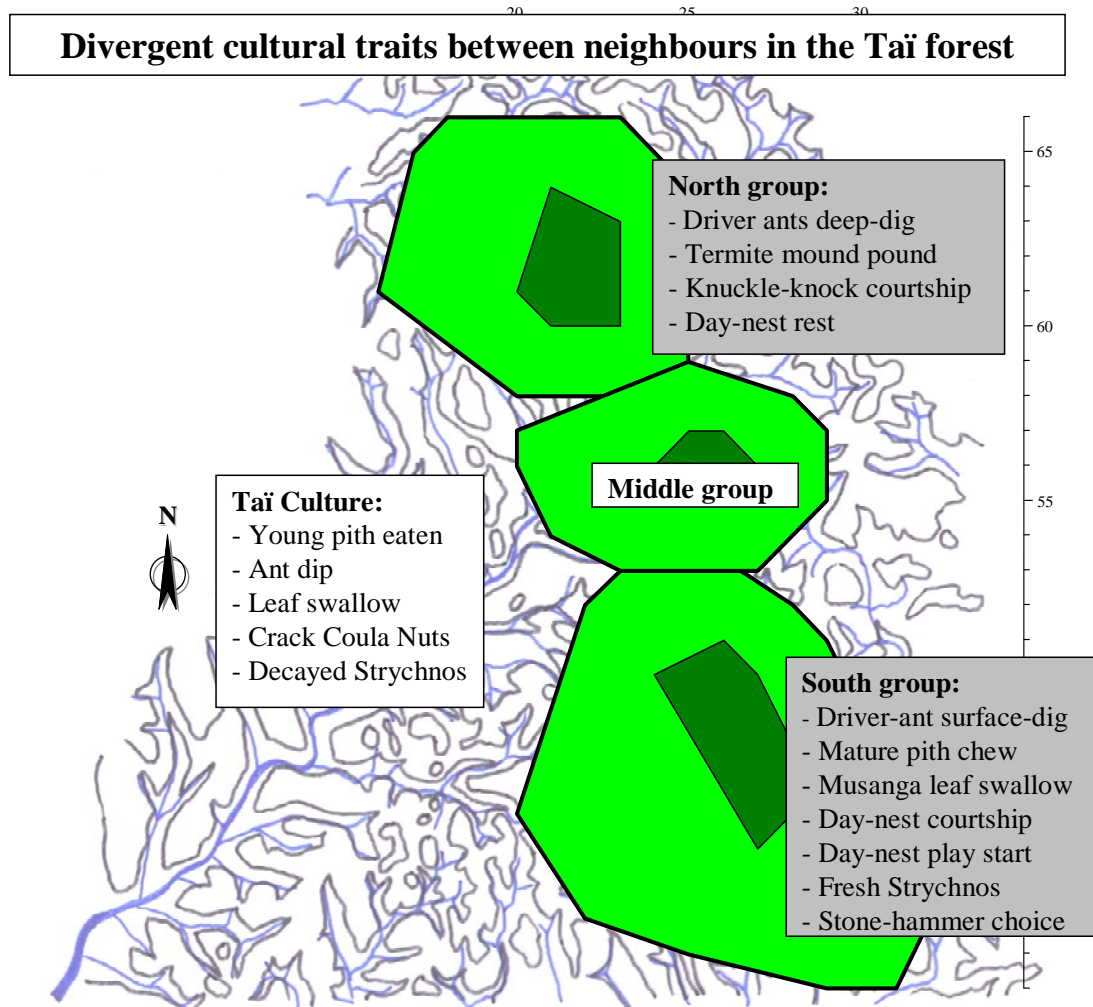 20 25 30
Divergent cultural traits between neighbours in the Taï forest
65
North group:
- Driver ants deep-dig
- Termite mound pound
- Knuckle-knock courtship
- Day-nest rest
60
Middle group
55
N
Taï Culture:
- Young pith eaten
- Ant dip
- Leaf swallow
- Crack Coula Nuts
- Decayed Strychnos
South group:
- Driver-ant surface-dig
- Mature pith chew
- Musanga leaf swallow
- Day-nest courtship
- Day-nest play start
- Fresh Strychnos
- Stone-hammer choice